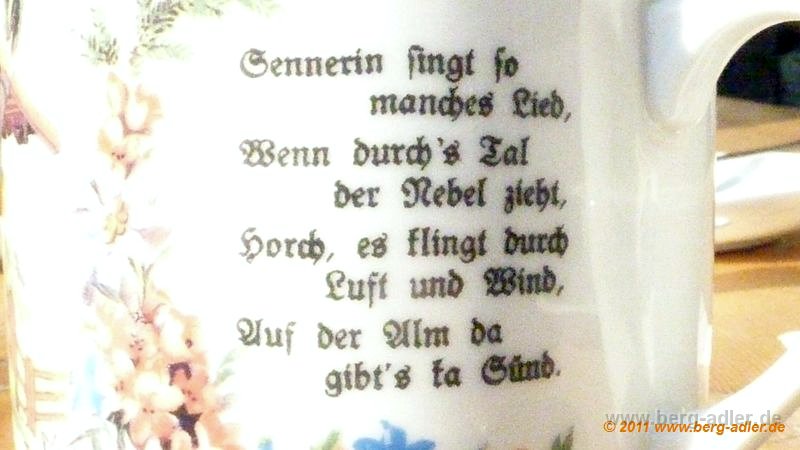 Sennerin singt so
manches Lied,
Wenn durch's Tal
der Nebel zieht,
Horch, es klingt durch
Luft und Wind,
Auf der Alm da
gibt's ka Sünd.
www.berg-adler.de
© 2011 www.berg-adler.de